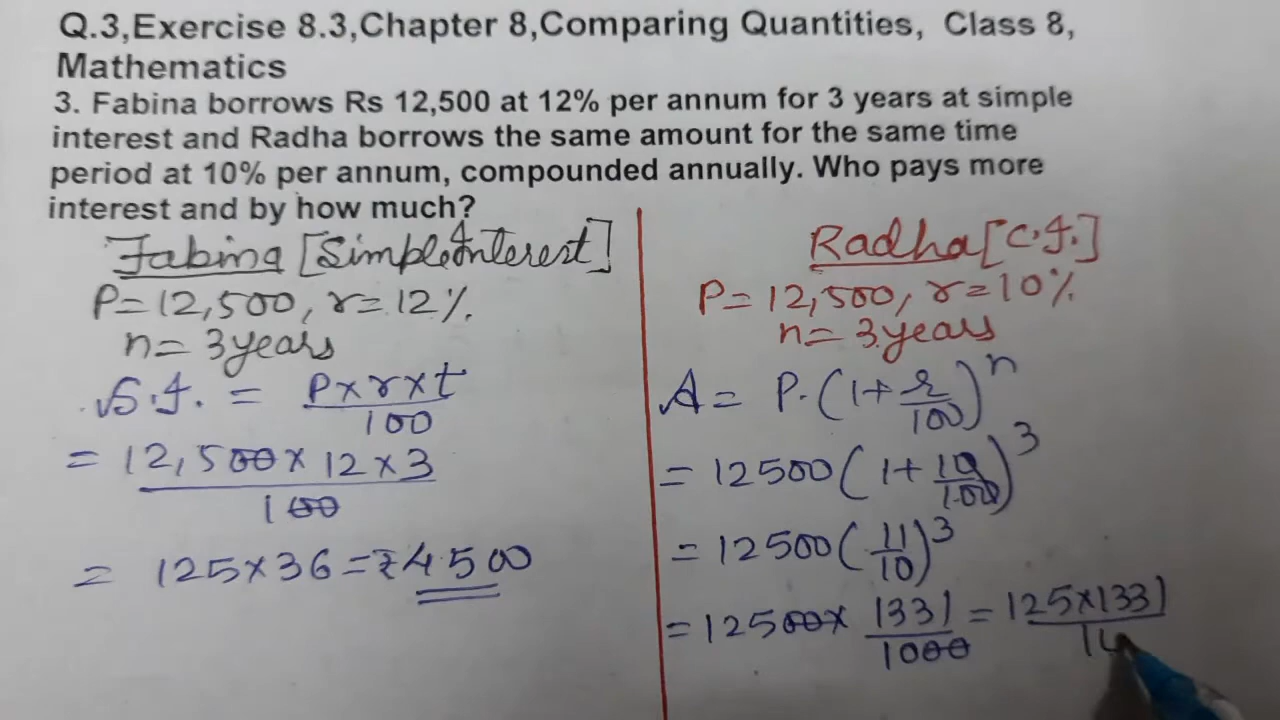 Q.3,Exercise 8.3,Chapter 8,Comparing Quantities, Class 8,
Mathematics
3. Fabina borrows Rs 12,500 at 12% per annum for 3 years at simple
interest and Radha borrows the same amount for the same time
period at 10% per annum, compounded annually. Who pays more
interest and by how much?
Fabina [Simple Interest]
P=12,500, r=12%.
n=3years
S.I. = P×r×t/100
= 12,500×12×3/100
= 125×36=₹4500
Radha [C.I.]
P=12,500, r=10%.
n=3years
A= P.(1+r/100)^n
=12500(1+10/100)^3
=12500(11/10)^3
=12500×1331/1000=125×1331/10